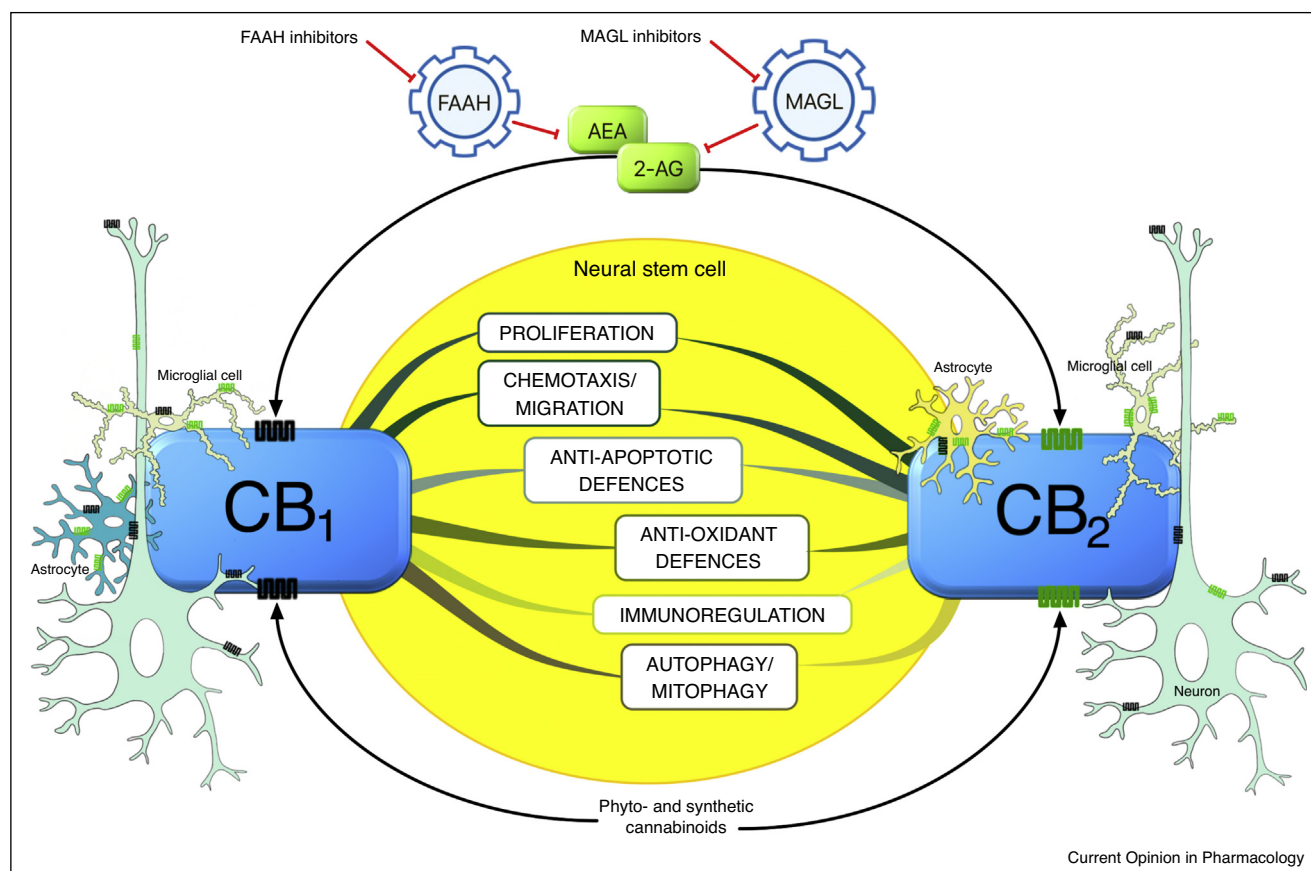 FAAH inhibitors
MAGL inhibitors
FAAH
MAGL
AEA
2-AG
Neural stem cell
PROLIFERATION
CHEMOTAXIS/
MIGRATION
ANTI-APOPTOTIC
DEFENCES
ANTI-OXIDANT
DEFENCES
IMMUNOREGULATION
AUTOPHAGY/
MITOPHAGY
Microglial cell
CB₁
Astrocyte
Astrocyte
Microglial cell
CB₂
Neuron
Phyto- and synthetic
cannabinoids
Current Opinion in Pharmacology